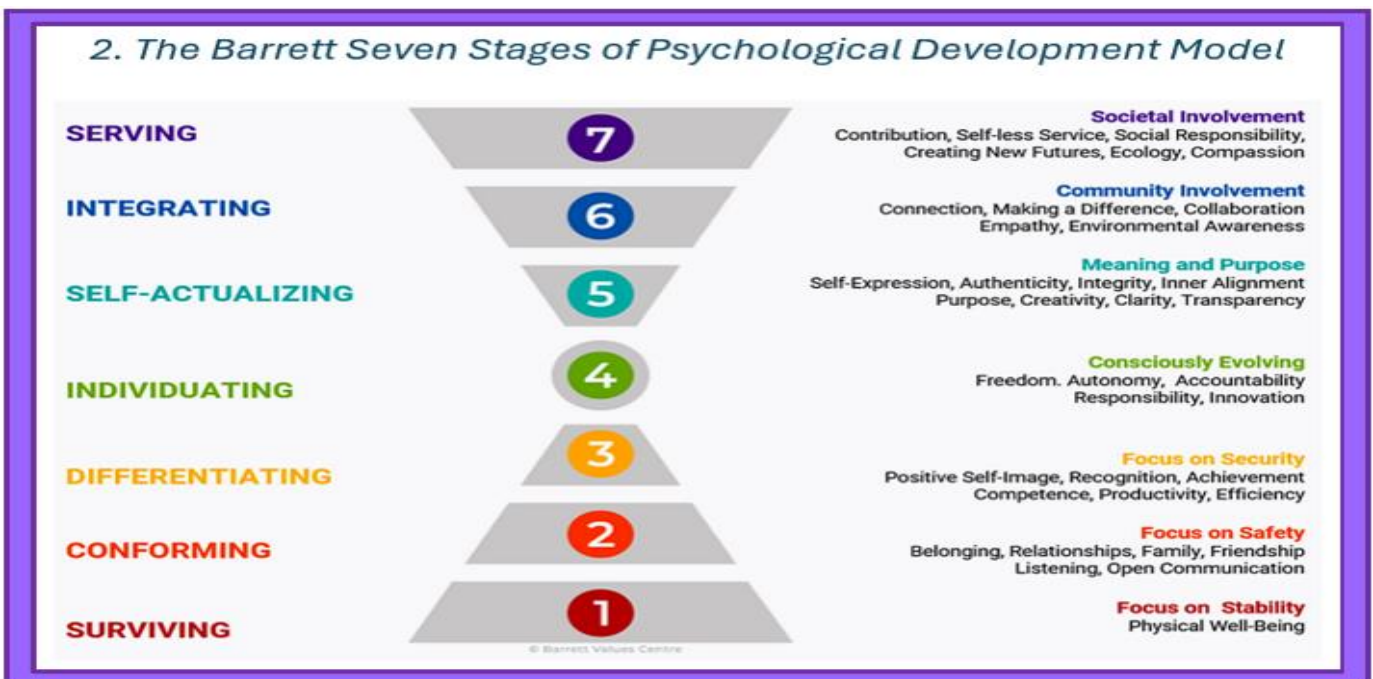 2. The Barrett Seven Stages of Psychological Development Model
SERVING
7
Societal Involvement
Contribution, Self-less Service, Social Responsibility,
Creating New Futures, Ecology, Compassion
INTEGRATING
6
Community Involvement
Connection, Making a Difference, Collaboration
Empathy, Environmental Awareness
SELF-ACTUALIZING
5
Meaning and Purpose
Self-Expression, Authenticity, Integrity, Inner Alignment
Purpose, Creativity, Clarity, Transparency
INDIVIDUATING
4
Consciously Evolving
Freedom. Autonomy, Accountability
Responsibility, Innovation
DIFFERENTIATING
3
Focus on Security
Positive Self-Image, Recognition, Achievement
Competence, Productivity, Efficiency
CONFORMING
2
Focus on Safety
Belonging, Relationships, Family, Friendship
Listening, Open Communication
SURVIVING
1
Focus on Stability
Physical Well-Being
© Barrett Values Centre